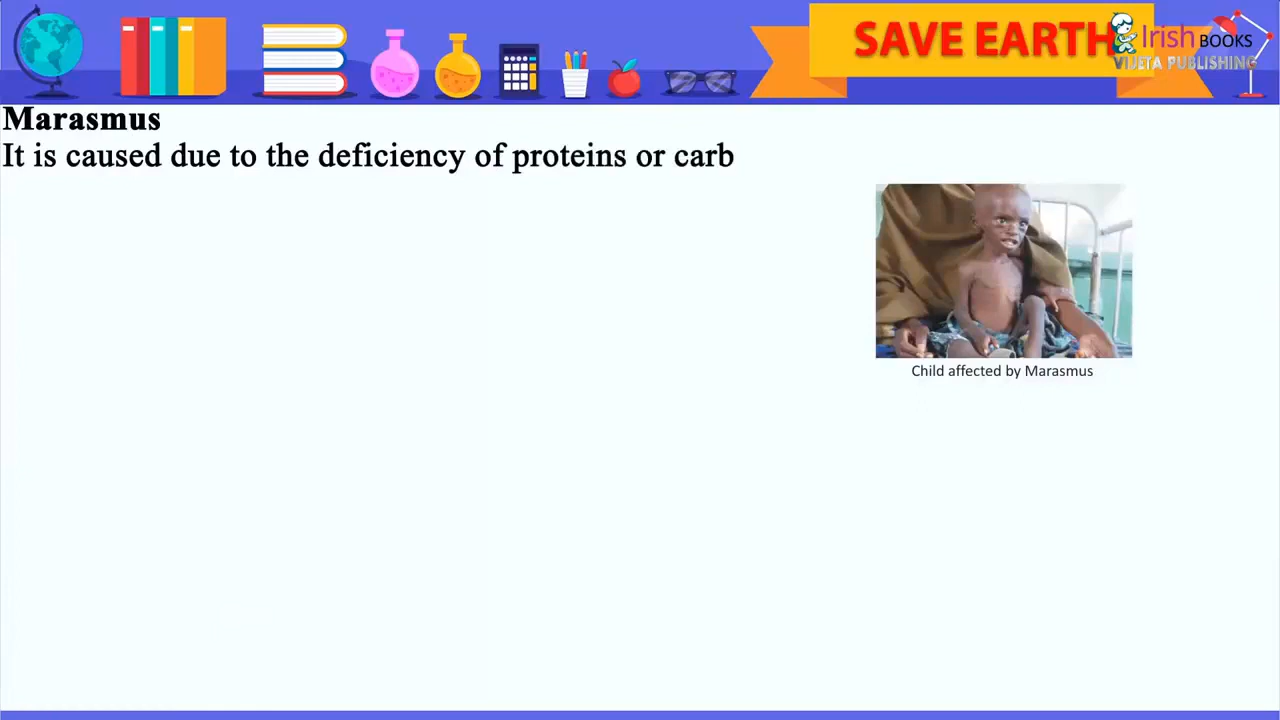 SAVE EARTH
Irish BOOKS
VIJETA PUBLISHING
Marasmus
It is caused due to the deficiency of proteins or carb
Child affected by Marasmus